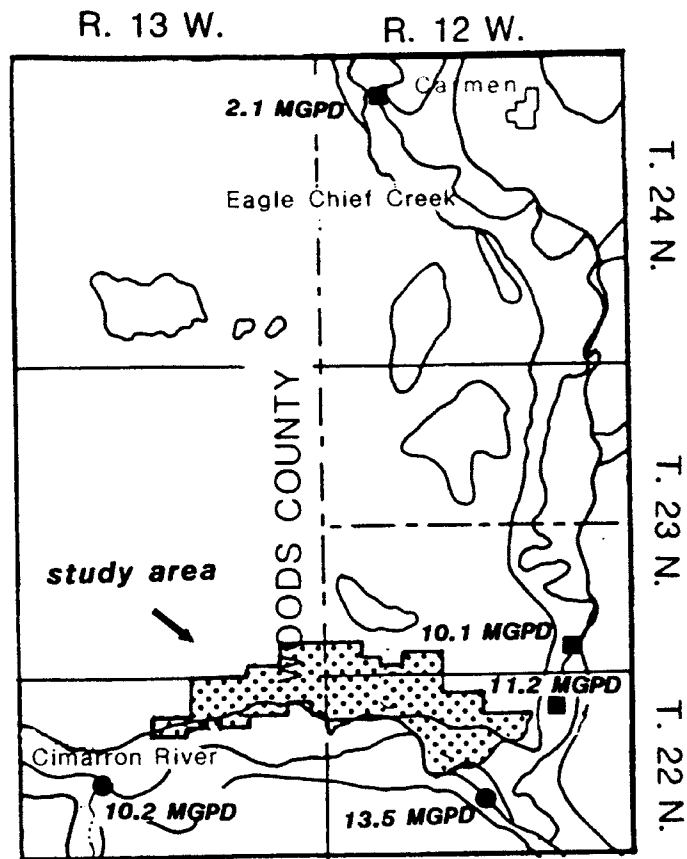 R. 13 W.
R. 12 W.
Carmen
2.1 MGPD
Eagle Chief Creek
T. 24 N.
WOODS COUNTY
T. 23 N.
study area
10.1 MGPD
11.2 MGPD
Cimarron River
T. 22 N.
10.2 MGPD
13.5 MGPD